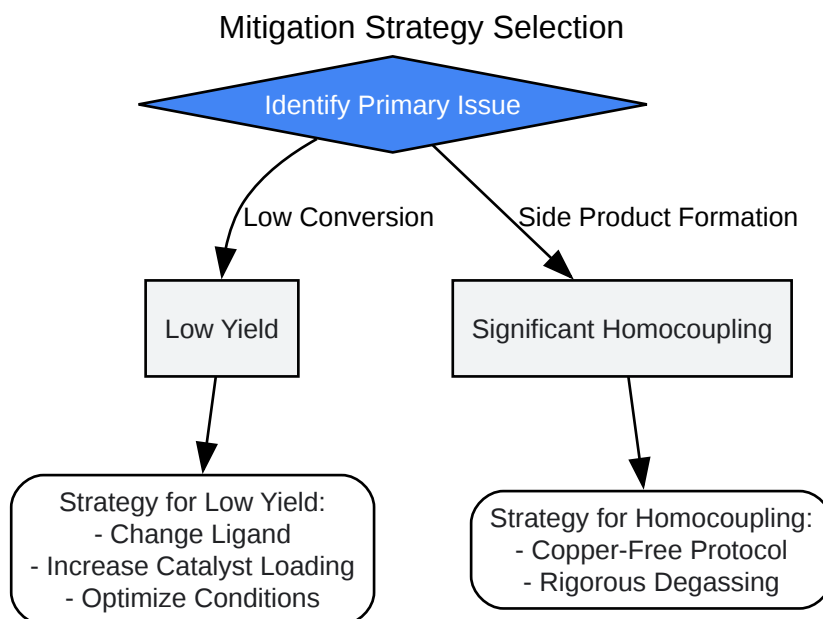 Mitigation Strategy Selection
Identify Primary Issue
Low Conversion
Side Product Formation
Low Yield
Significant Homocoupling
Strategy for Low Yield:
- Change Ligand
- Increase Catalyst Loading
- Optimize Conditions
Strategy for Homocoupling:
- Copper-Free Protocol
- Rigorous Degassing